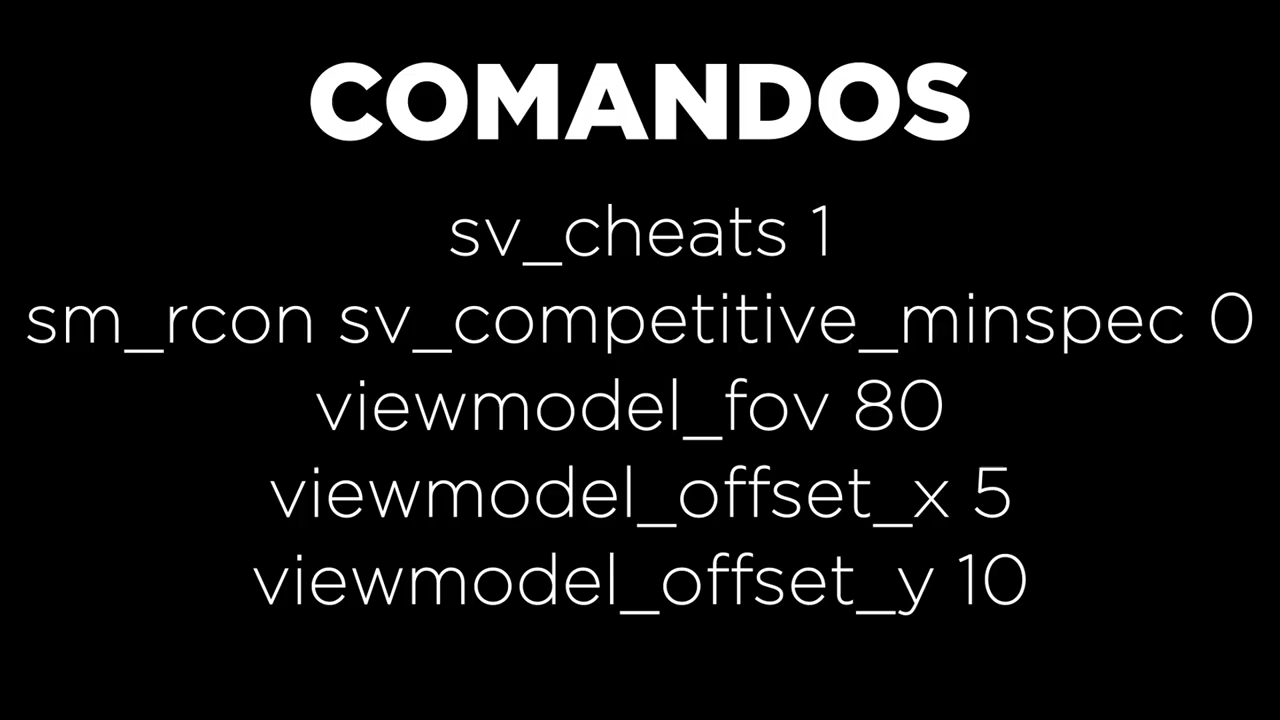 COMANDOS
sv_cheats 1
sm_rcon sv_competitive_minspec 0
viewmodel_fov 80
viewmodel_offset_x 5
viewmodel_offset_y 10